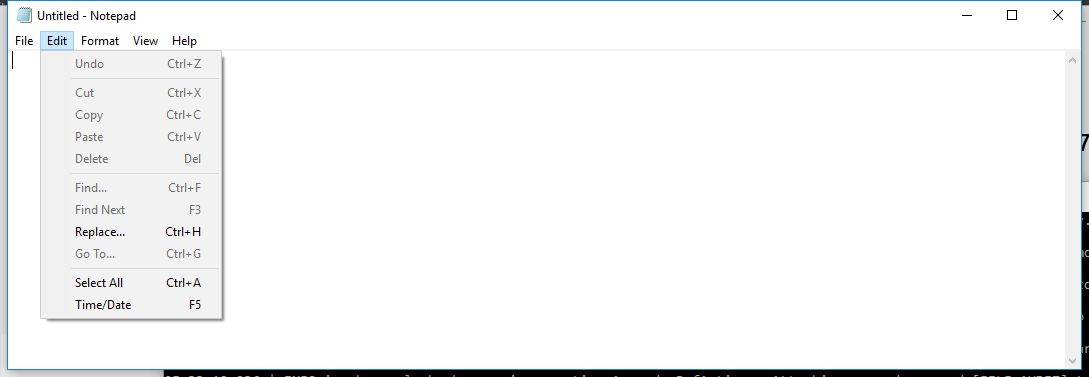 Untitled - Notepad
File Edit Format View Help
Undo Ctrl+Z
Cut Ctrl+X
Copy Ctrl+C
Paste Ctrl+V
Delete Del
Find... Ctrl+F
Find Next F3
Replace... Ctrl+H
Go To... Ctrl+G
Select All Ctrl+A
Time/Date F5